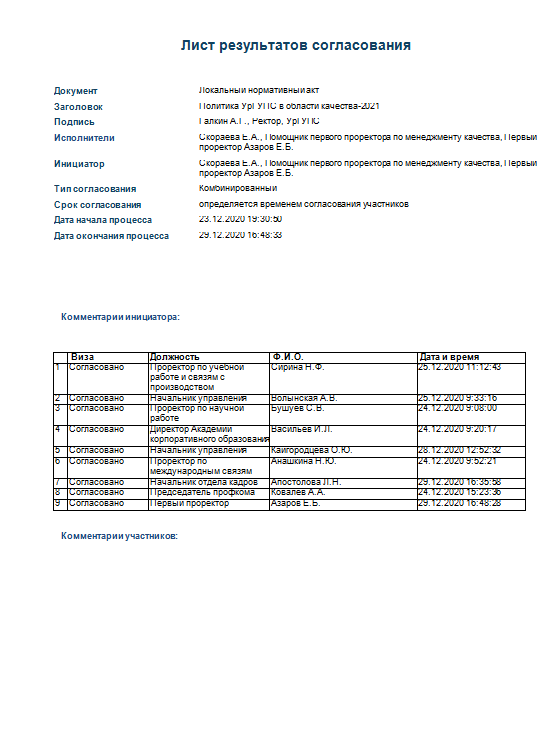 Лист результатов согласования
Документ Локальный нормативный акт
Заголовок Политика УрГУПС в области качества-2021
Подпись Галкин А.Г., Ректор, УрГУПС
Исполнители Скораева Е.А., Помощник первого проректора по менеджменту качества, Первый
проректор Азаров Е.Б.
Инициатор Скораева Е.А., Помощник первого проректора по менеджменту качества, Первый
проректор Азаров Е.Б.
Тип согласования Комбинированный
Срок согласования определяется временем согласования участников
Дата начала процесса 23.12.2020 19:30:50
Дата окончания процесса 29.12.2020 16:48:33
Комментарии инициатора:
Виза Должность Ф.И.О. Дата и время
1 Согласовано Проректор по учебной Сирина Н.Ф. 25.12.2020 11:12:43
работе и связям с
производством
2 Согласовано Начальник управления Волынская А.В. 25.12.2020 9:33:16
3 Согласовано Проректор по научной Бушуев С.В. 24.12.2020 9:08:00
работе
4 Согласовано Директор Академии Васильев И.Л. 24.12.2020 9:20:17
корпоративного образования
5 Согласовано Начальник управления Кайгородцева О.Ю. 28.12.2020 12:52:32
6 Согласовано Проректор по Анашкина Н.Ю. 24.12.2020 9:52:21
международным связям
7 Согласовано Начальник отдела кадров Апостолова Л.Н. 29.12.2020 16:35:58
8 Согласовано Председатель профкома Ковалев А.А. 24.12.2020 15:23:36
9 Согласовано Первый проректор Азаров Е.Б. 29.12.2020 16:48:28
Комментарии участников: